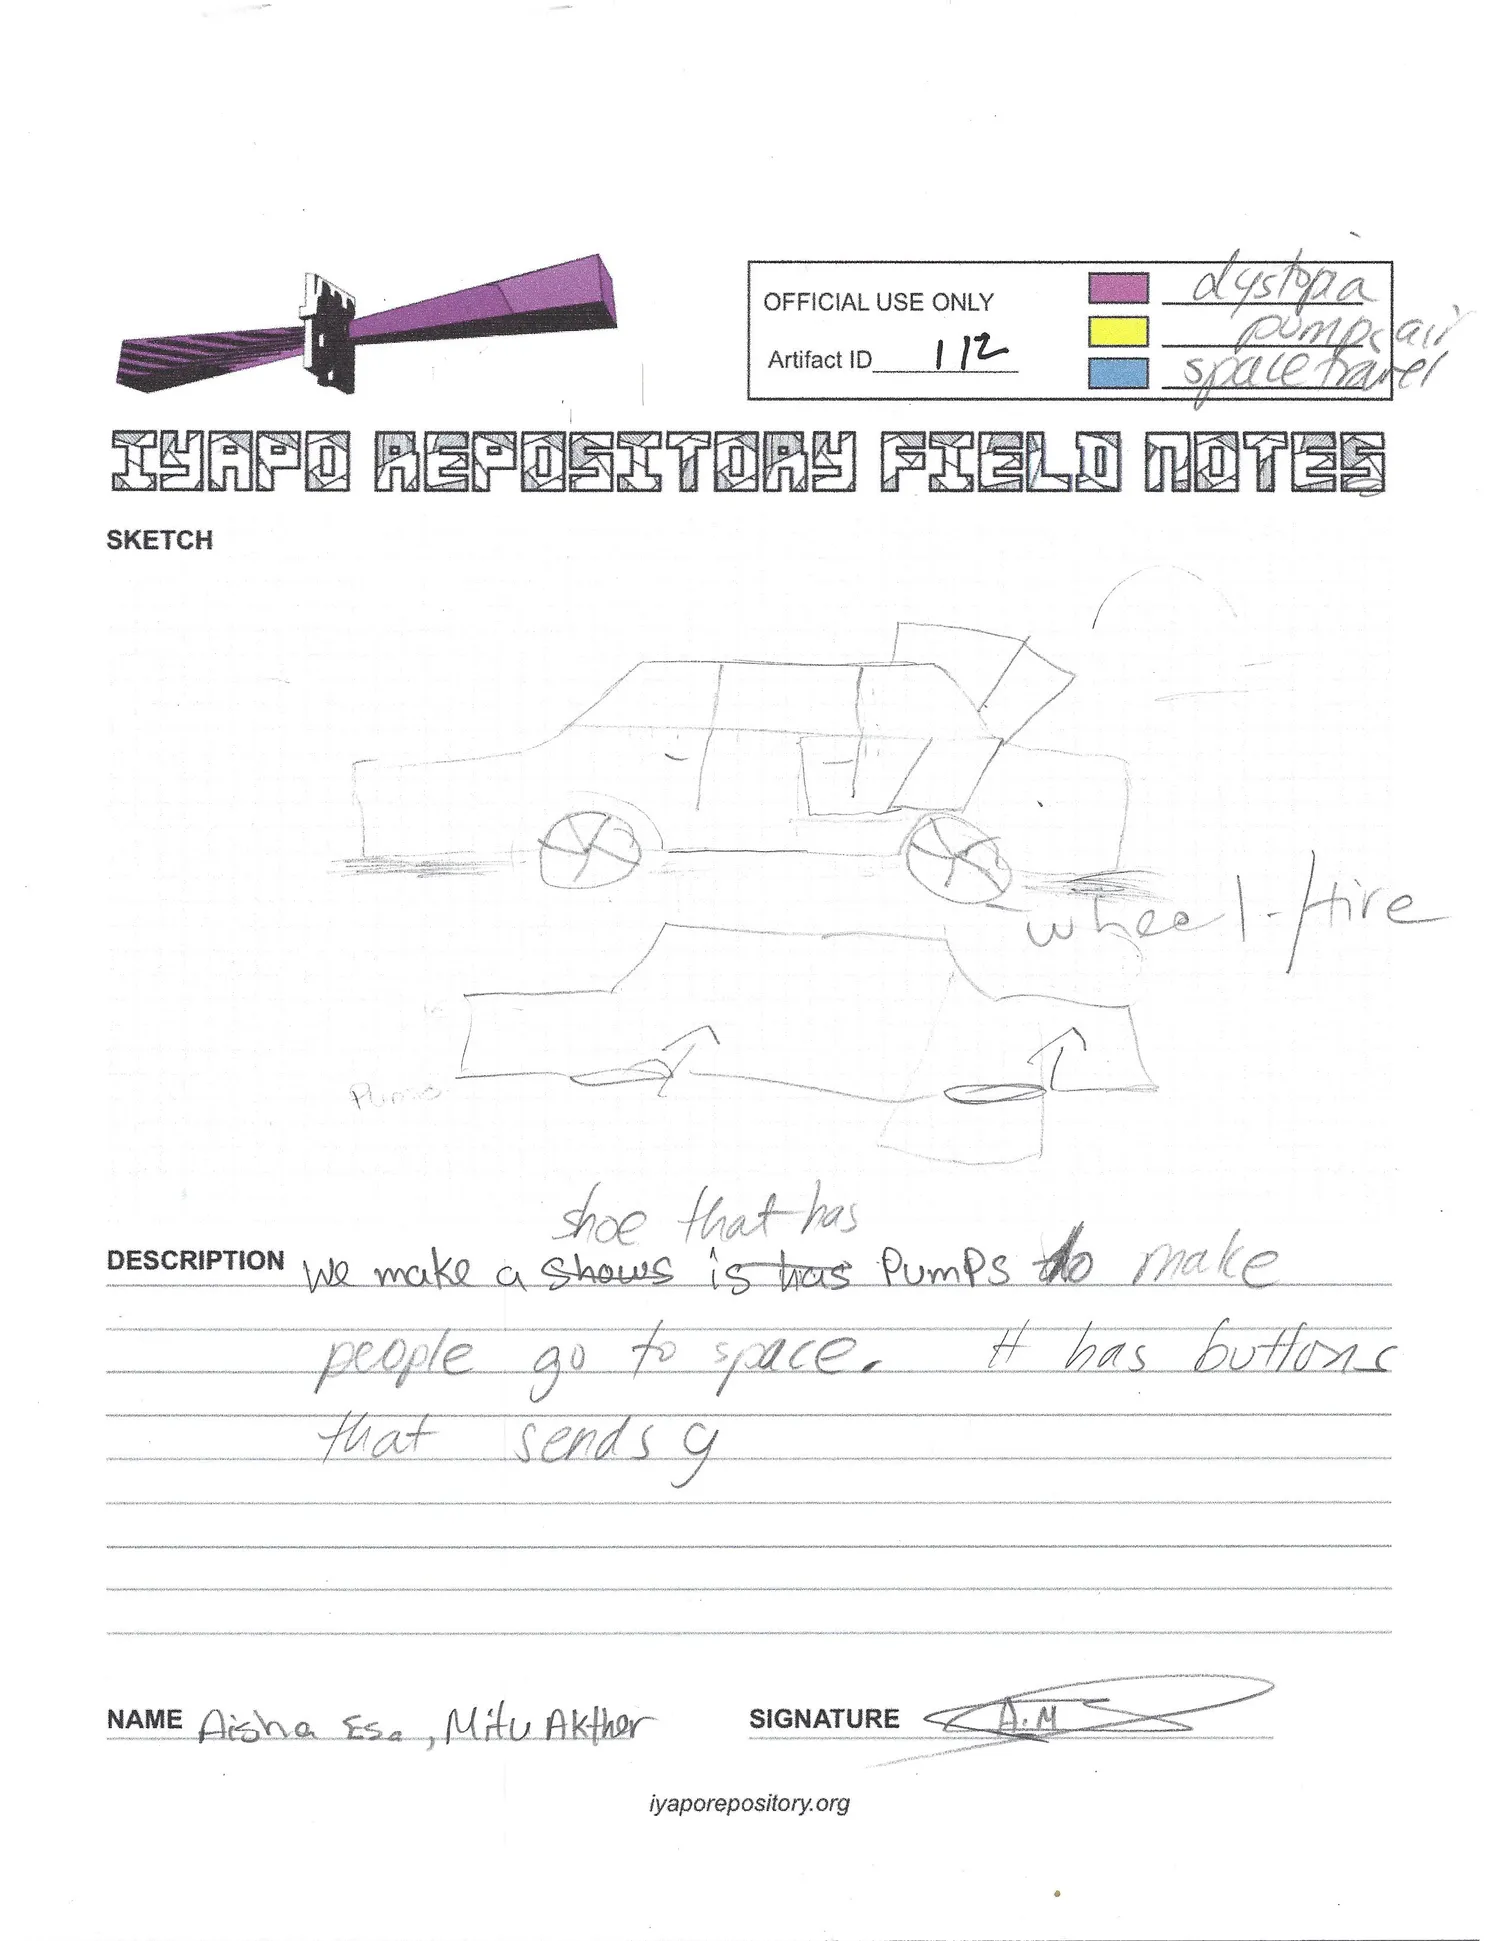 OFFICIAL USE ONLY
Artifact ID 112
dystopia
pumps air
space travel
IYAPO REPOSITORY FIELD NOTES
SKETCH
wheel-tire
Pump
shoe that has
DESCRIPTION We make a shows is has Pumps to make
people go to space. It has buttons
that sends g
NAME Aisha Esa, Mitu Akther
SIGNATURE A.M
iyaporepository.org